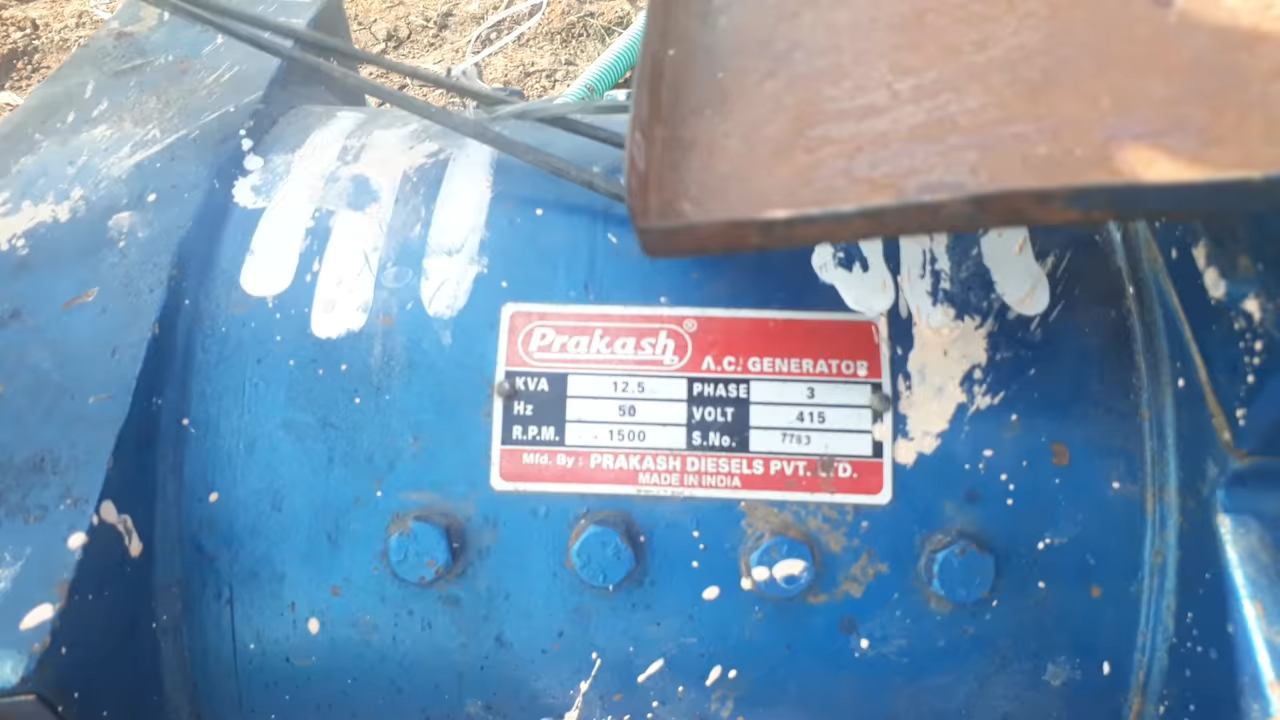 Prakash®
A.C. GENERATOR
KVA 12.5 PHASE 3
Hz 50 VOLT 415
R.P.M. 1500 S.No. 7783
Mfd. By : PRAKASH DIESELS PVT. LTD.
MADE IN INDIA